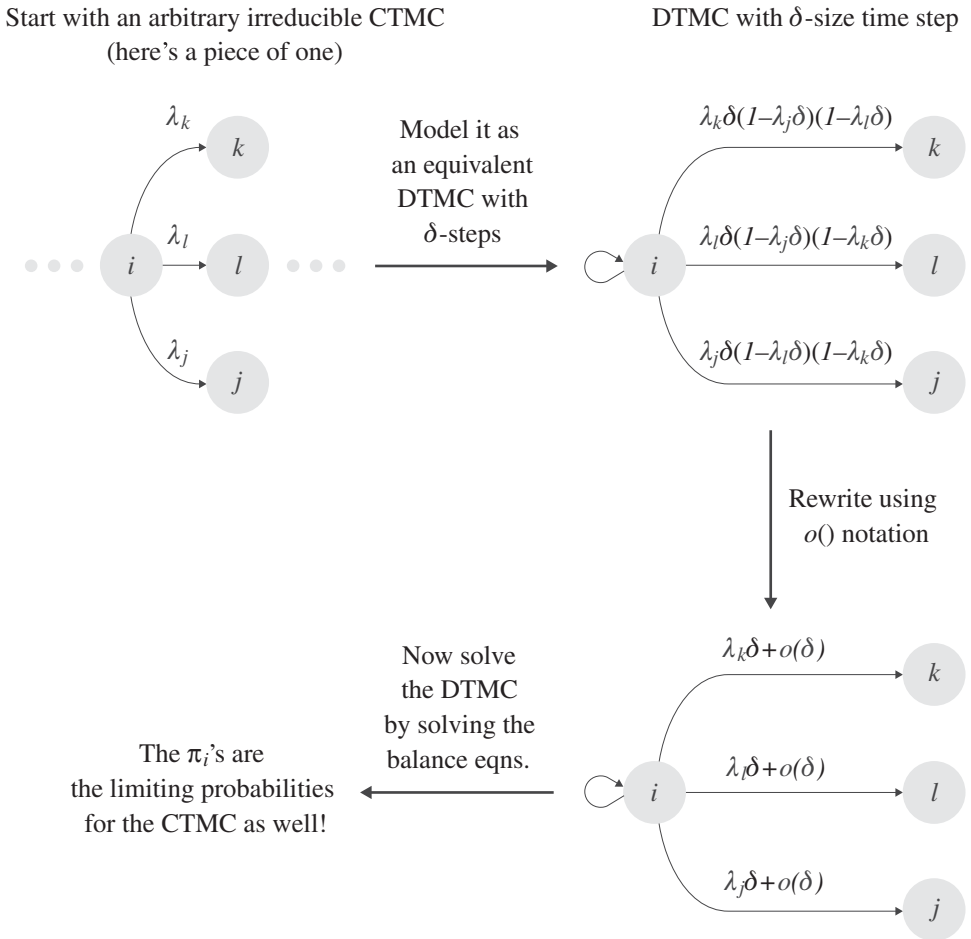 Start with an arbitrary irreducible CTMC
(here's a piece of one)
DTMC with δ-size time step
λₖ
k
λₗ
i
l
λⱼ
j
Model it as
an equivalent
DTMC with
δ-steps
λₖδ(1–λⱼδ)(1–λₗδ)
k
λₗδ(1–λⱼδ)(1–λₖδ)
i
l
λⱼδ(1–λₗδ)(1–λₖδ)
j
Rewrite using
o() notation
λₖδ+o(δ)
k
λₗδ+o(δ)
i
l
λⱼδ+o(δ)
j
Now solve
the DTMC
by solving the
balance eqns.
The πᵢ's are
the limiting probabilities
for the CTMC as well!